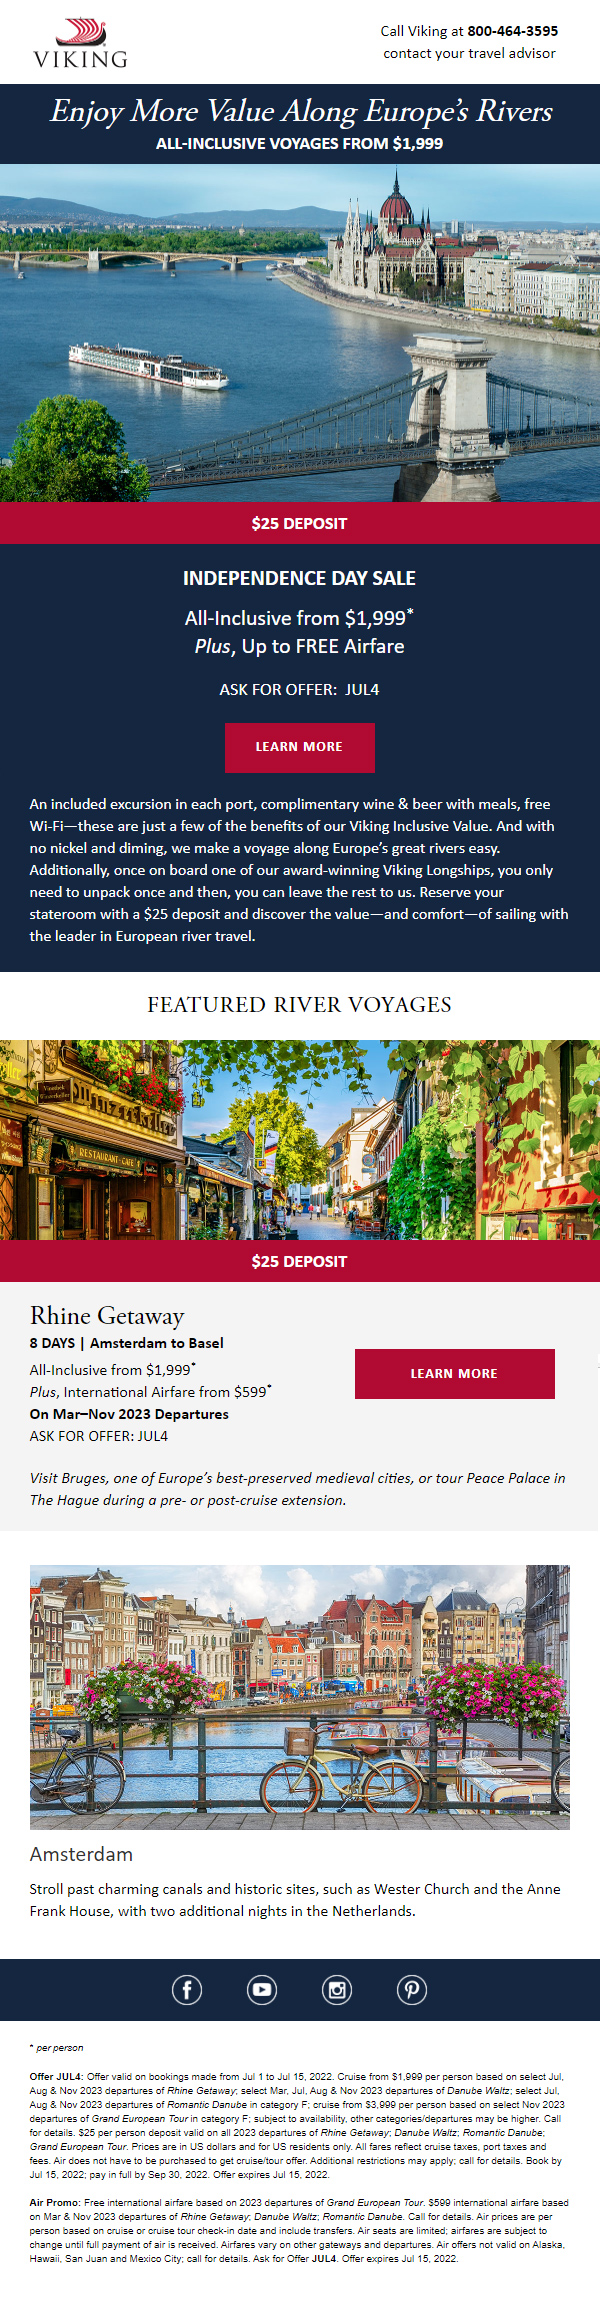 VIKING
Call Viking at 800-464-3595
contact your travel advisor
Enjoy More Value Along Europe's Rivers
ALL-INCLUSIVE VOYAGES FROM $1,999
$25 DEPOSIT
INDEPENDENCE DAY SALE
All-Inclusive from $1,999*
Plus, Up to FREE Airfare
ASK FOR OFFER: JUL4
LEARN MORE
An included excursion in each port, complimentary wine & beer with meals, free
Wi-Fi—these are just a few of the benefits of our Viking Inclusive Value. And with
no nickel and diming, we make a voyage along Europe's great rivers easy.
Additionally, once on board one of our award-winning Viking Longships, you only
need to unpack once and then, you can leave the rest to us. Reserve your
stateroom with a $25 deposit and discover the value—and comfort—of sailing with
the leader in European river travel.
FEATURED RIVER VOYAGES
RESTAURANT-CAFE
$25 DEPOSIT
Rhine Getaway
8 DAYS | Amsterdam to Basel
All-Inclusive from $1,999*
Plus, International Airfare from $599*
On Mar–Nov 2023 Departures
ASK FOR OFFER: JUL4
LEARN MORE
Visit Bruges, one of Europe's best-preserved medieval cities, or tour Peace Palace in
The Hague during a pre- or post-cruise extension.
Amsterdam
Stroll past charming canals and historic sites, such as Wester Church and the Anne
Frank House, with two additional nights in the Netherlands.
* per person
Offer JUL4: Offer valid on bookings made from Jul 1 to Jul 15, 2022. Cruise from $1,999 per person based on select Jul,
Aug & Nov 2023 departures of Rhine Getaway; select Mar, Jul, Aug & Nov 2023 departures of Danube Waltz; select Jul,
Aug & Nov 2023 departures of Romantic Danube in category F; cruise from $3,999 per person based on select Nov 2023
departures of Grand European Tour in category F; subject to availability, other categories/departures may be higher. Call
for details. $25 per person deposit valid on all 2023 departures of Rhine Getaway; Danube Waltz; Romantic Danube;
Grand European Tour. Prices are in US dollars and for US residents only. All fares reflect cruise taxes, port taxes and
fees. Air does not have to be purchased to get cruise/tour offer. Additional restrictions may apply; call for details. Book by
Jul 15, 2022; pay in full by Sep 30, 2022. Offer expires Jul 15, 2022.
Air Promo: Free international airfare based on 2023 departures of Grand European Tour. $599 international airfare based
on Mar & Nov 2023 departures of Rhine Getaway; Danube Waltz; Romantic Danube. Call for details. Air prices are per
person based on cruise or cruise tour check-in date and include transfers. Air seats are limited; airfares are subject to
change until full payment of air is received. Airfares vary on other gateways and departures. Air offers not valid on Alaska,
Hawaii, San Juan and Mexico City; call for details. Ask for Offer JUL4. Offer expires Jul 15, 2022.